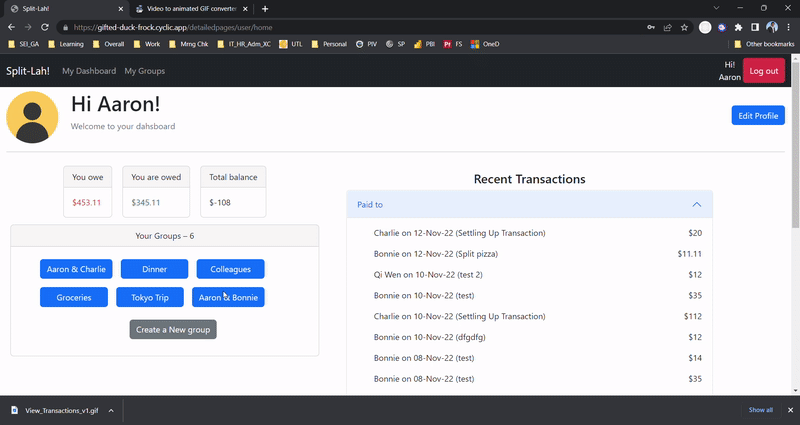 Split-Lah!
Video to animated GIF converter
https://gifted-duck-frock.cyclic.app/detailedpages/user/home
SEI_GA
Learning
Overall
Work
Mrng Chk
IT_HR_Adm_XC
UTL
Personal
PIV
SP
PBI
FS
OneD
Other bookmarks
Split-Lah!
My Dashboard
My Groups
Hi!
Aaron
Log out
Hi Aaron!
Welcome to your dahsboard
Edit Profile
You owe
$453.11
You are owed
$345.11
Total balance
$-108
Your Groups – 6
Aaron & Charlie
Dinner
Colleagues
Groceries
Tokyo Trip
Aaron & Bonnie
Create a New group
Recent Transactions
Paid to
Charlie on 12-Nov-22 (Settling Up Transaction) $20
Bonnie on 12-Nov-22 (Split pizza) $11.11
Qi Wen on 10-Nov-22 (test 2) $12
Bonnie on 10-Nov-22 (test) $35
Charlie on 10-Nov-22 (Settling Up Transaction) $112
Bonnie on 10-Nov-22 (dfgdfg) $12
Bonnie on 08-Nov-22 (test) $14
Bonnie on 08-Nov-22 (test) $35
View_Transactions_v1.gif
Show all